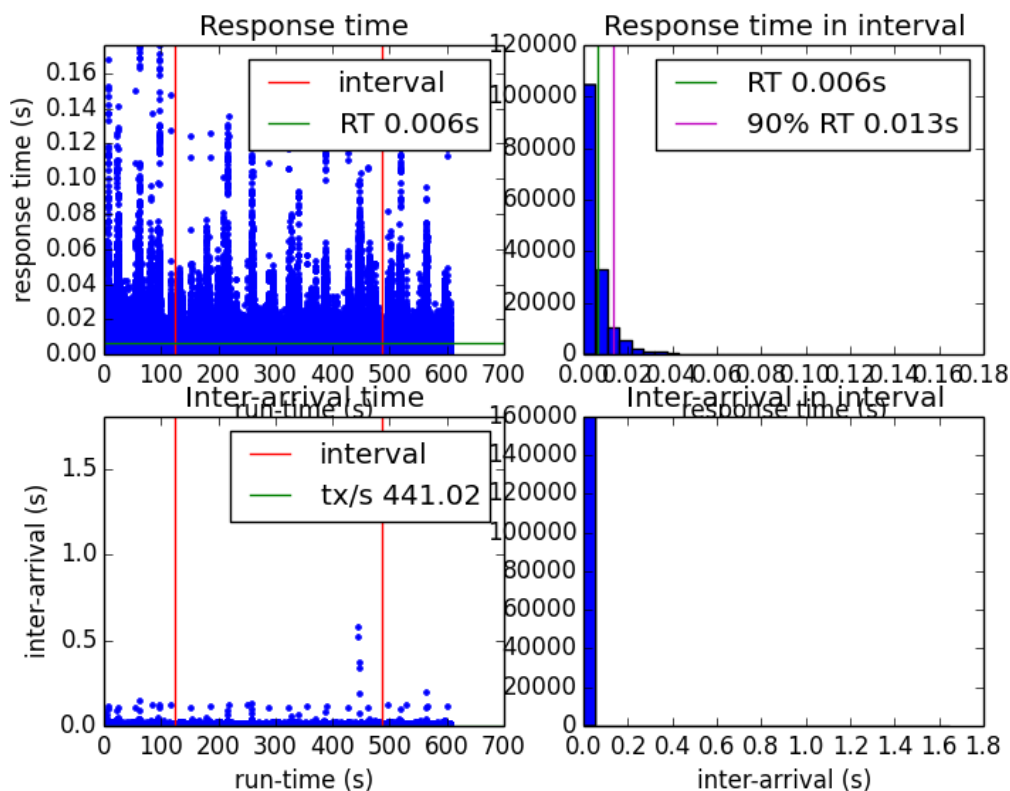 Response time
response time (s)
0.16
0.14
0.12
0.10
0.08
0.06
0.04
0.02
0.00
interval
RT 0.006s
0 100 200 300 400 500 600 700
run-time (s)
Response time in interval
120000
100000
80000
60000
40000
20000
0
RT 0.006s
90% RT 0.013s
0.00 0.02 0.04 0.06 0.08 0.10 0.12 0.14 0.16 0.18
response time (s)
Inter-arrival time
inter-arrival (s)
1.5
1.0
0.5
0.0
interval
tx/s 441.02
0 100 200 300 400 500 600 700
run-time (s)
Inter-arrival in interval
160000
140000
120000
100000
80000
60000
40000
20000
0
0.2 0.4 0.6 0.8 1.0 1.2 1.4 1.6 1.8
inter-arrival (s)